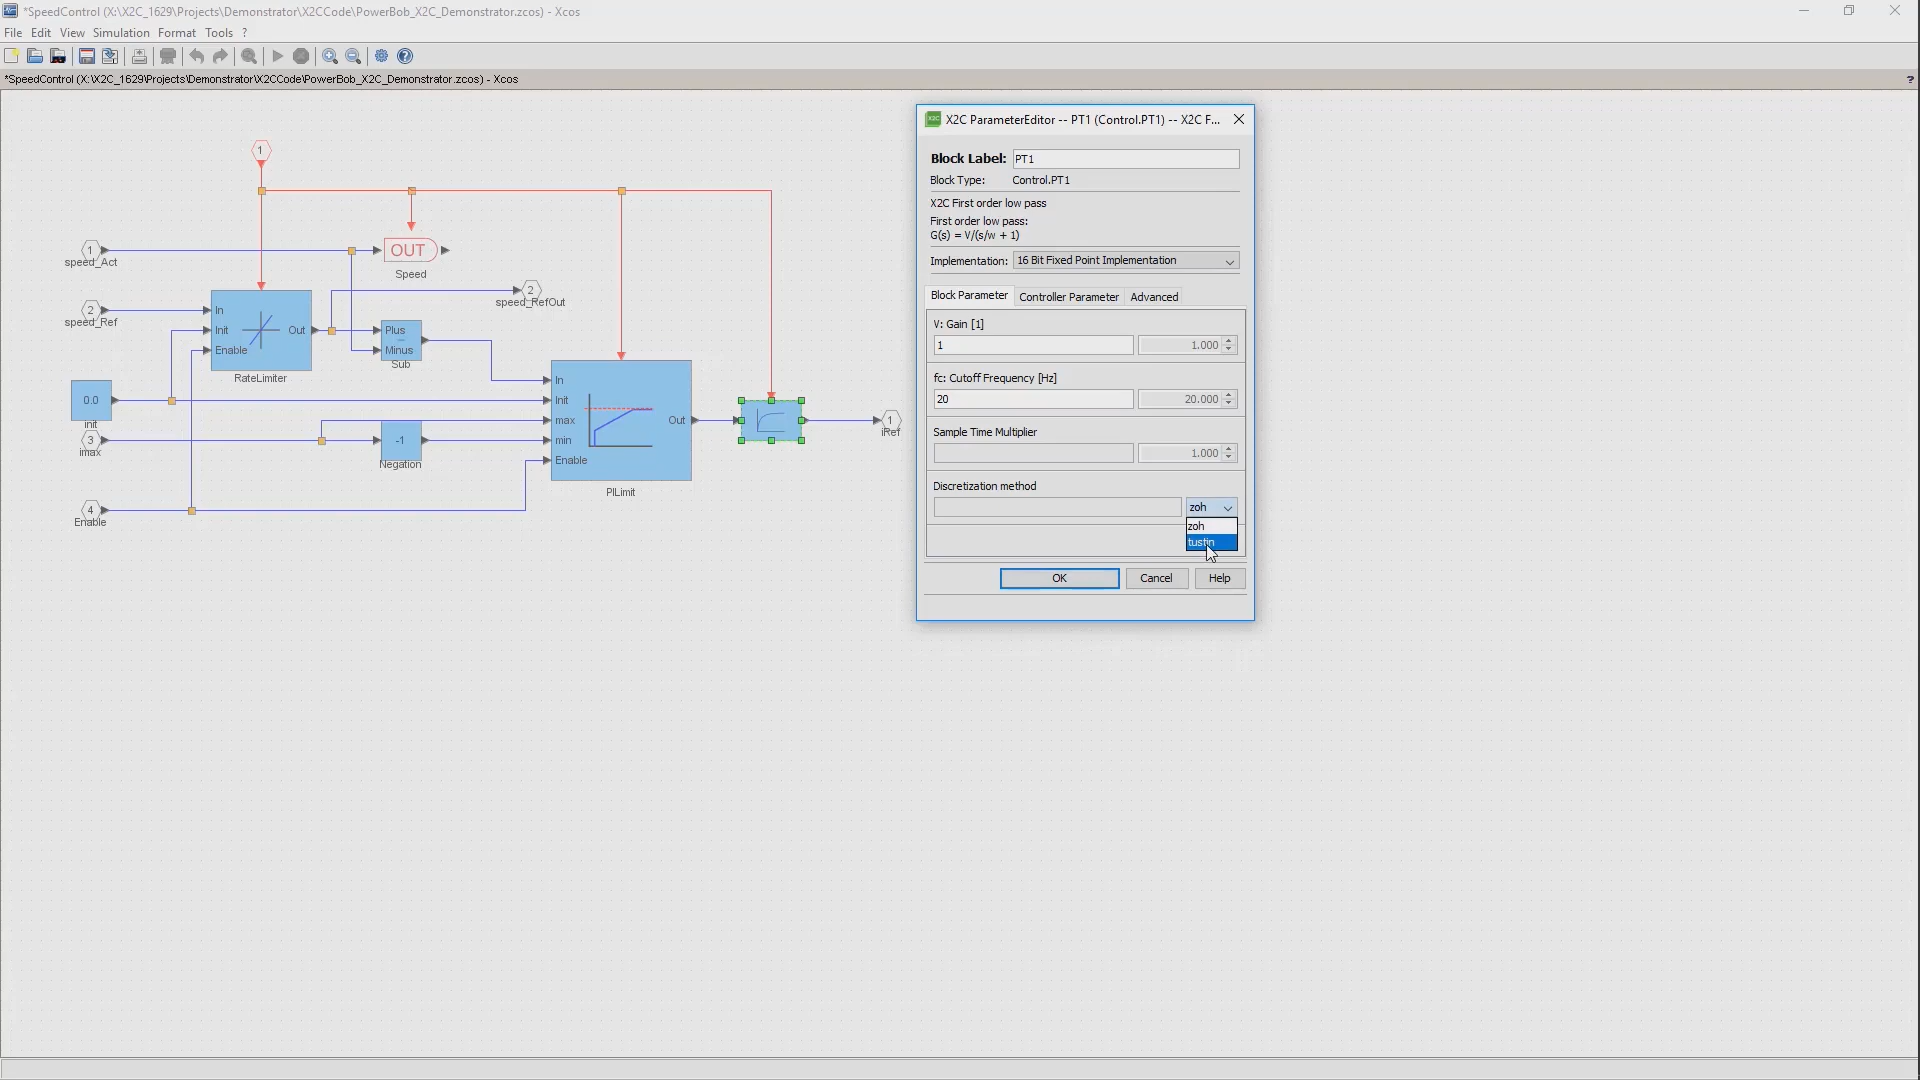 *SpeedControl (X:\X2C_1629\Projects\Demonstrator\X2CCode\PowerBob_X2C_Demonstrator.zcos) - Xcos
File Edit View Simulation Format Tools ?
*SpeedControl (X:\X2C_1629\Projects\Demonstrator\X2CCode\PowerBob_X2C_Demonstrator.zcos) - Xcos
?
1
1
speed_Act
OUT
Speed
2
speed_RefOut
2
speed_Ref
In
Init
Enable
Out
RateLimiter
Plus
Minus
Sub
0.0
init
3
imax
-1
Negation
In
Init
max
min
Enable
Out
PILimit
1
iRef
4
Enable
X2C
X2C ParameterEditor -- PT1 (Control.PT1) -- X2C F...
Block Label: PT1
Block Type: Control.PT1
X2C First order low pass
First order low pass:
G(s) = V/(s/w + 1)
Implementation: 16 Bit Fixed Point Implementation
Block Parameter Controller Parameter Advanced
V: Gain [1]
1 1.000
fc: Cutoff Frequency [Hz]
20 20.000
Sample Time Multiplier
1.000
Discretization method
zoh
zoh
tustin
OK Cancel Help